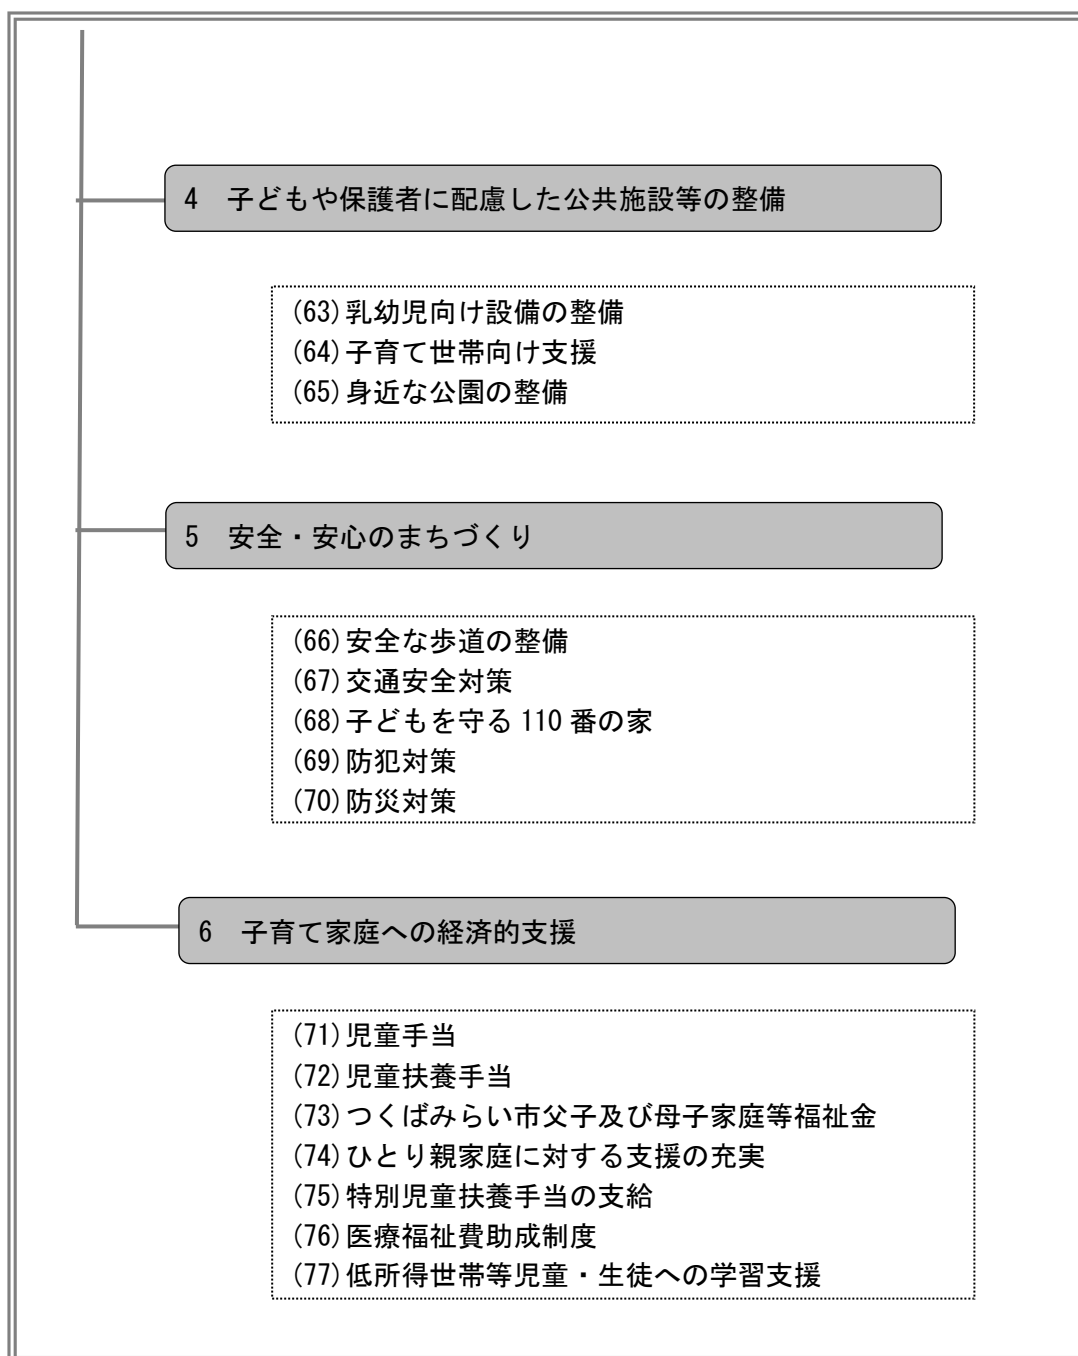 4　子どもや保護者に配慮した公共施設等の整備
(63)乳幼児向け設備の整備
(64)子育て世帯向け支援
(65)身近な公園の整備
5　安全・安心のまちづくり
(66)安全な歩道の整備
(67)交通安全対策
(68)子どもを守る 110 番の家
(69)防犯対策
(70)防災対策
6　子育て家庭への経済的支援
(71)児童手当
(72)児童扶養手当
(73)つくばみらい市父子及び母子家庭等福祉金
(74)ひとり親家庭に対する支援の充実
(75)特別児童扶養手当の支給
(76)医療福祉費助成制度
(77)低所得世帯等児童・生徒への学習支援